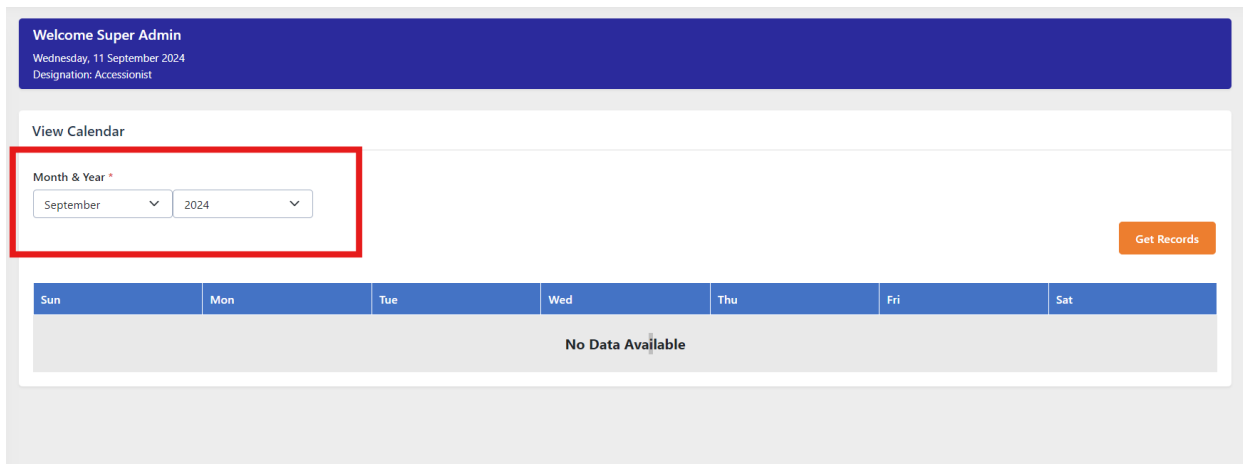 Welcome Super Admin
Wednesday, 11 September 2024
Designation: Accessionist
View Calendar
Month & Year *
September 2024
Get Records
Sun Mon Tue Wed Thu Fri Sat
No Data Available